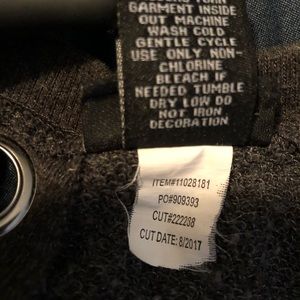 GARMENT INSIDE
OUT MACHINE
WASH COLD
GENTLE CYCLE
USE ONLY NON-
CHLORINE
BLEACH IF
NEEDED TUMBLE
DRY LOW DO
NOT IRON
DECORATION
ITEM#11028181
PO#909393
CUT#222298
CUT DATE: 8/2017